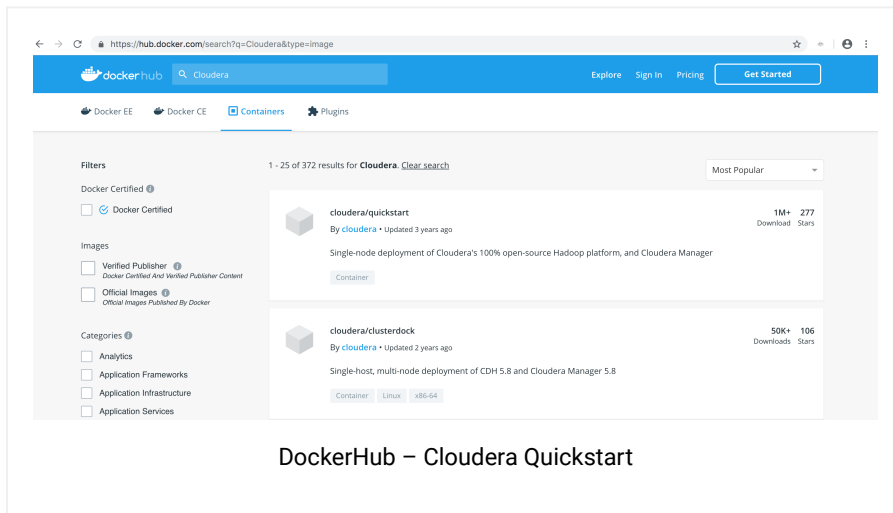 https://hub.docker.com/search?q=Cloudera&type=image
dockerhub
Cloudera
Explore Sign In Pricing Get Started
Docker EE Docker CE Containers Plugins
Filters
1 - 25 of 372 results for Cloudera. Clear search
Most Popular
Docker Certified
Docker Certified
Images
Verified Publisher
Docker Certified And Verified Publisher Content
Official Images
Official Images Published By Docker
Categories
Analytics
Application Frameworks
Application Infrastructure
Application Services
cloudera/quickstart
By cloudera • Updated 3 years ago
Single-node deployment of Cloudera's 100% open-source Hadoop platform, and Cloudera Manager
Container
1M+ 277
Download Stars
cloudera/clusterdock
By cloudera • Updated 2 years ago
Single-host, multi-node deployment of CDH 5.8 and Cloudera Manager 5.8
Container Linux x86-64
50K+ 106
Downloads Stars
DockerHub – Cloudera Quickstart